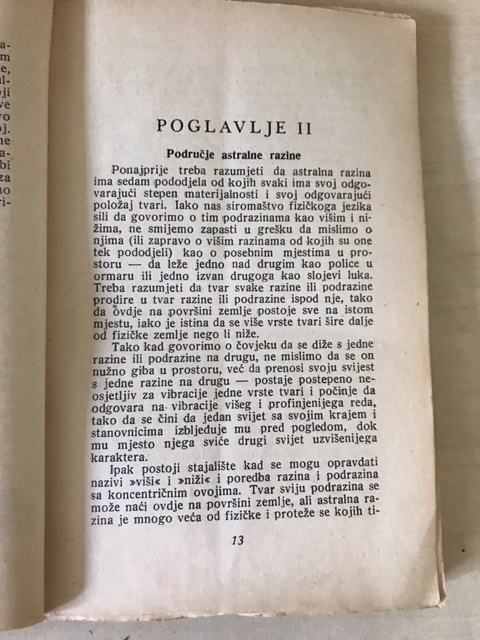 POGLAVLJE II
Područje astralne razine
Ponajprije treba razumjeti da astralna razina
ima sedam pododjela od kojih svaki ima svoj odgo-
varajući stepen materijalnosti i svoj odgovarajući
položaj tvari. Iako nas siromaštvo fizičkoga jezika
sili da govorimo o tim podrazinama kao višim i ni-
žima, ne smijemo zapasti u grešku da mislimo o
njima (ili zapravo o višim razinama od kojih su one
tek pododjeli) kao o posebnim mjestima u pro-
storu — da leže jedno nad drugim kao police u
ormaru ili jedno izvan drugoga kao slojevi luka.
Treba razumjeti da tvar svake razine ili podrazine
prodire u tvar razine ili podrazine ispod nje, tako
da ovdje na površini zemlje postoje sve na istom
mjestu, iako je istina da se više vrste tvari šire dalje
od fizičke zemlje nego li niže.
Tako kad govorimo o čovjeku da se diže s jedne
razine ili podrazine na drugu, ne mislimo da se on
nužno giba u prostoru, već da prenosi svoju svijest
s jedne razine na drugu — postaje postepeno ne-
osjetljiv za vibracije jedne vrste tvari i počinje da
odgovara na vibracije višeg i profinjenijega reda,
tako da se čini da jedan svijet sa svojim krajem i
stanovnicima izbljeđuje mu pred pogledom, dok
mu mjesto njega sviće drugi svijet uzvišenijega
karaktera.
Ipak postoji stajalište kad se mogu opravdati
nazivi »viši« i »niži« i poredba razina i podrazina
sa koncentričnim ovojima. Tvar sviju podrazina se
može naći ovdje na površini zemlje, ali astralna ra-
zina je mnogo veća od fizičke i proteže se kojih ti-
13